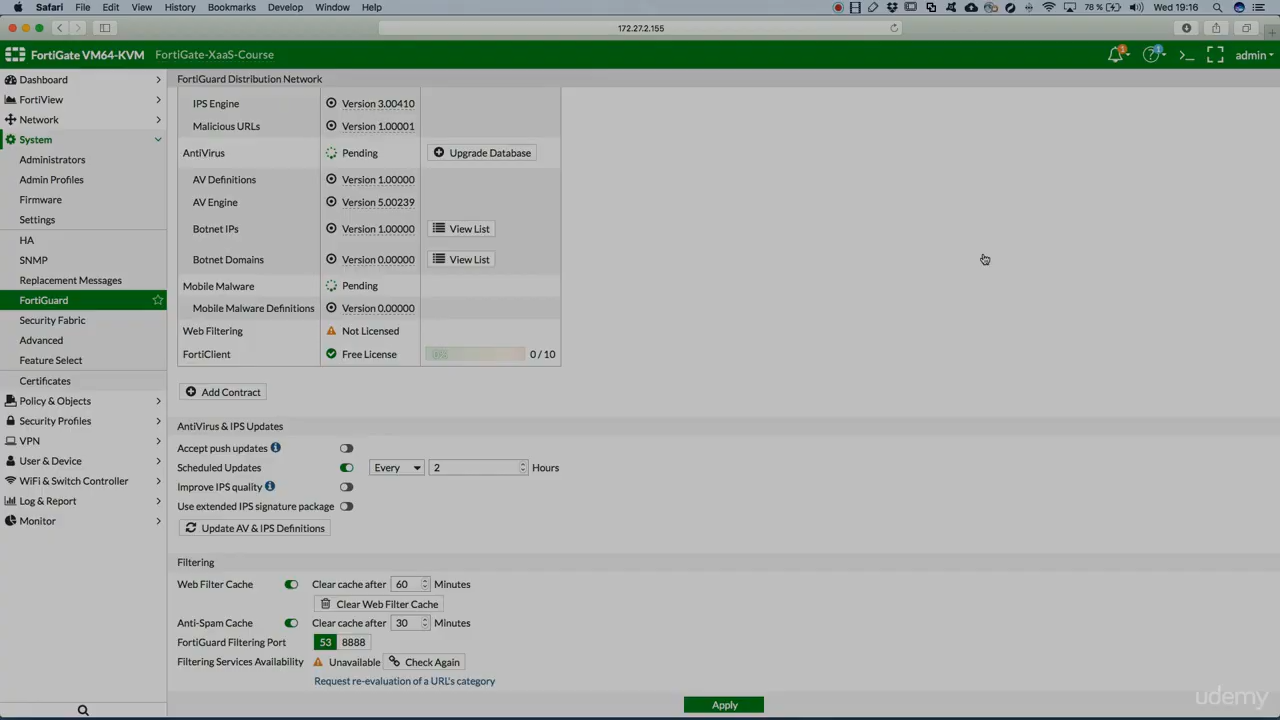 Safari File Edit View History Bookmarks Develop Window Help 78 % Wed 19:16
172.27.2.155
FortiGate VM64-KVM FortiGate-XaaS-Course 1 1 >_ admin
Dashboard
FortiView
Network
System
Administrators
Admin Profiles
Firmware
Settings
HA
SNMP
Replacement Messages
FortiGuard
Security Fabric
Advanced
Feature Select
Certificates
Policy & Objects
Security Profiles
VPN
User & Device
WiFi & Switch Controller
Log & Report
Monitor
FortiGuard Distribution Network
IPS Engine Version 3.00410
Malicious URLs Version 1.00001
AntiVirus Pending Upgrade Database
AV Definitions Version 1.00000
AV Engine Version 5.00239
Botnet IPs Version 1.00000 View List
Botnet Domains Version 0.00000 View List
Mobile Malware Pending
Mobile Malware Definitions Version 0.00000
Web Filtering Not Licensed
FortiClient Free License 0% 0 / 10
Add Contract
AntiVirus & IPS Updates
Accept push updates
Scheduled Updates Every 2 Hours
Improve IPS quality
Use extended IPS signature package
Update AV & IPS Definitions
Filtering
Web Filter Cache Clear cache after 60 Minutes
Clear Web Filter Cache
Anti-Spam Cache Clear cache after 30 Minutes
FortiGuard Filtering Port 53 8888
Filtering Services Availability Unavailable Check Again
Request re-evaluation of a URL's category
Apply
udemy